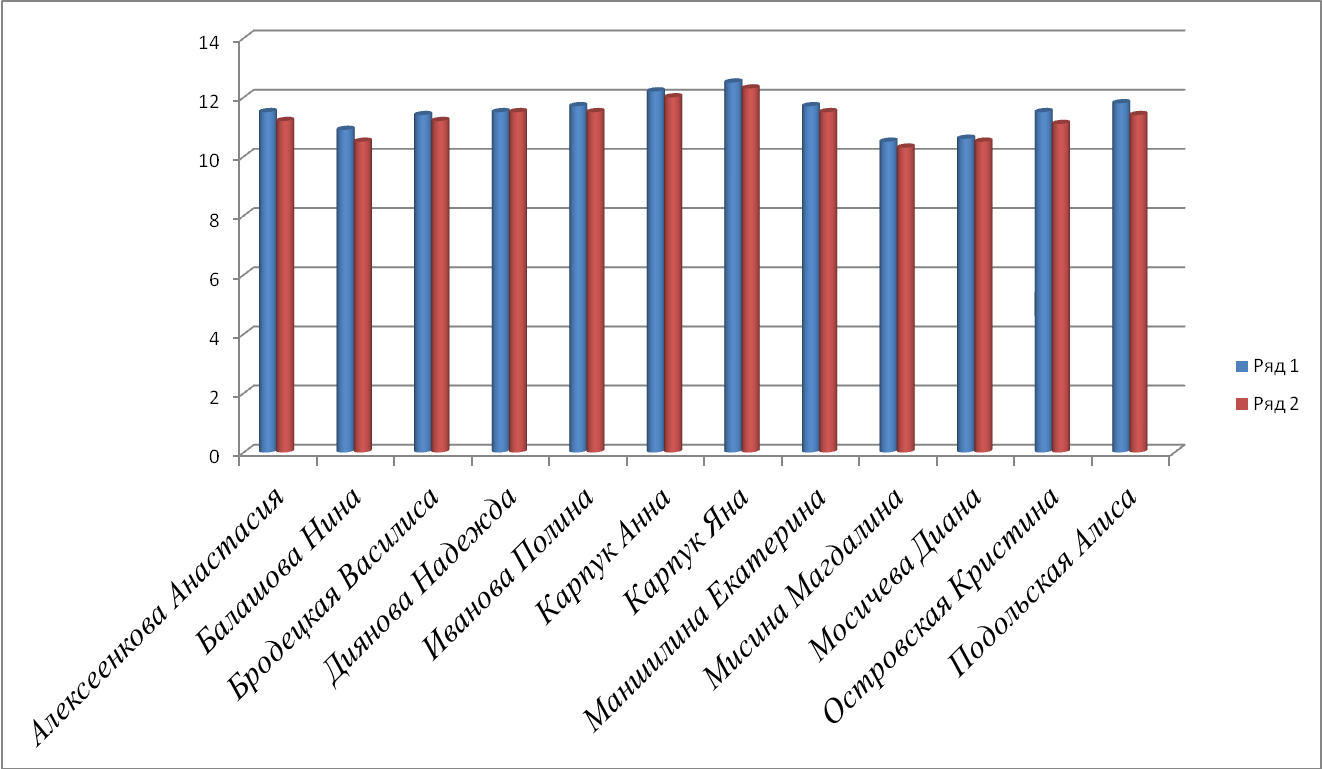 14
12
10
8
6
4
2
0
Алексеенкова Анастасия
Балашова Нина
Бродецкая Василиса
Диянова Надежда
Иванова Полина
Карпук Анна
Карпук Яна
Маншилина Екатерина
Мисина Магдалина
Мосичева Диана
Островская Кристина
Подольская Алиса
Ряд 1
Ряд 2